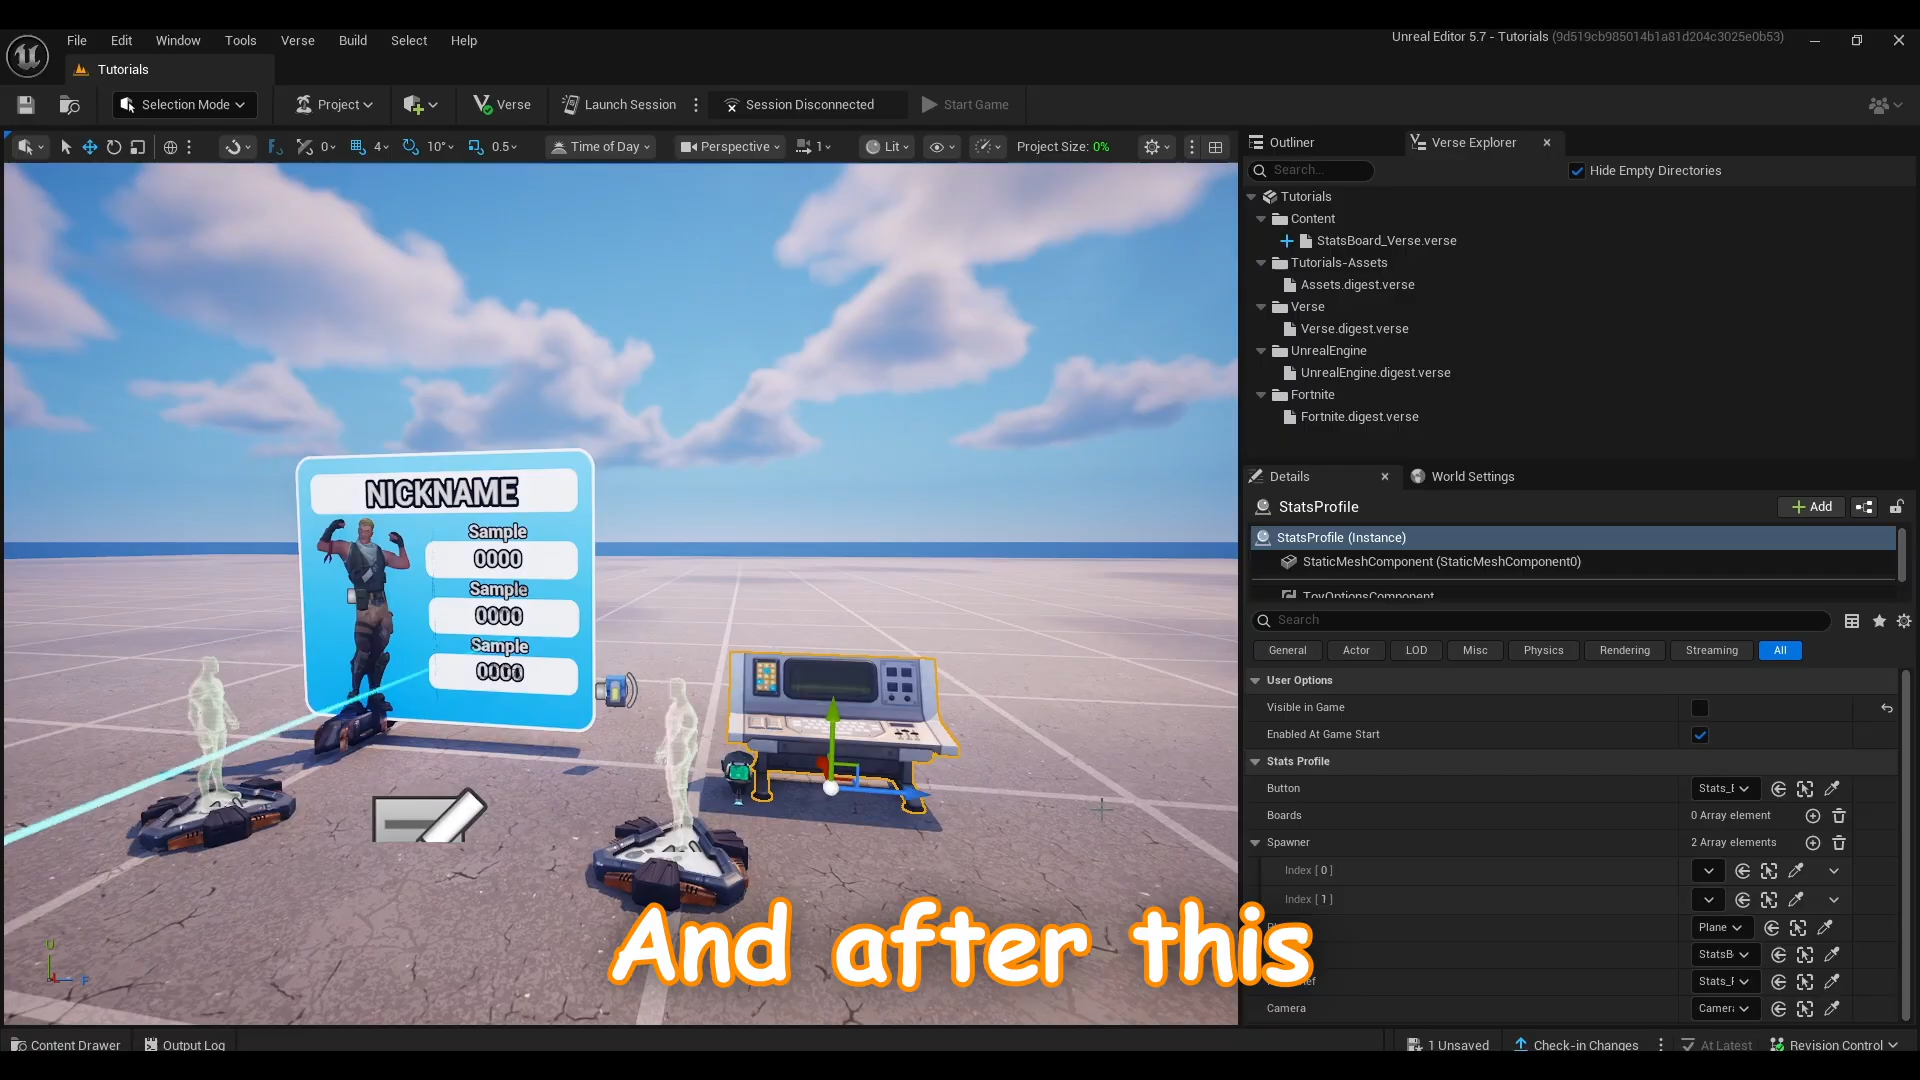 File Edit Window Tools Verse Build Select Help
Unreal Editor 5.7 - Tutorials (9d519cb985014b1a81d204c3025e0b53)
Tutorials
Selection Mode
Project
Verse
Launch Session
Session Disconnected
Start Game
0
4
10°
0.5
Time of Day
Perspective
1
Lit
Project Size: 0%
Outliner
Verse Explorer
Search...
Hide Empty Directories
Tutorials
Content
StatsBoard_Verse.verse
Tutorials-Assets
Assets.digest.verse
Verse
Verse.digest.verse
UnrealEngine
UnrealEngine.digest.verse
Fortnite
Fortnite.digest.verse
NICKNAME
Sample
0000
Sample
0000
Sample
0000
Details
World Settings
StatsProfile
Add
StatsProfile (Instance)
StaticMeshComponent (StaticMeshComponent0)
ToyOptionsComponent
Search
General Actor LOD Misc Physics Rendering Streaming All
User Options
Visible in Game
Enabled At Game Start
Stats Profile
Button
Boards 0 Array element
Spawner 2 Array elements
Index [ 0 ]
Index [ 1 ]
Plane
StatsB
Camera
And after this
Content Drawer
Output Log
1 Unsaved
Check-in Changes
At Latest
Revision Control